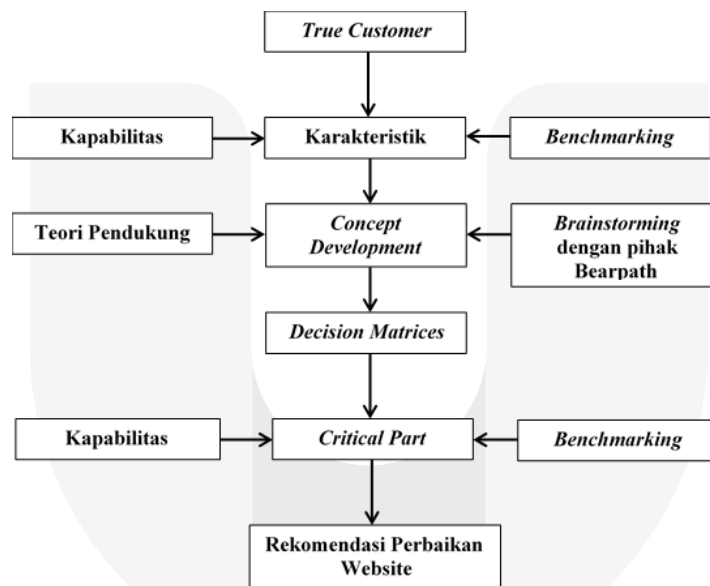 True Customer
Kapabilitas
Karakteristik
Benchmarking
Teori Pendukung
Concept
Development
Brainstorming
dengan pihak
Bearpath
Decision Matrices
Kapabilitas
Critical Part
Benchmarking
Rekomendasi Perbaikan
Website